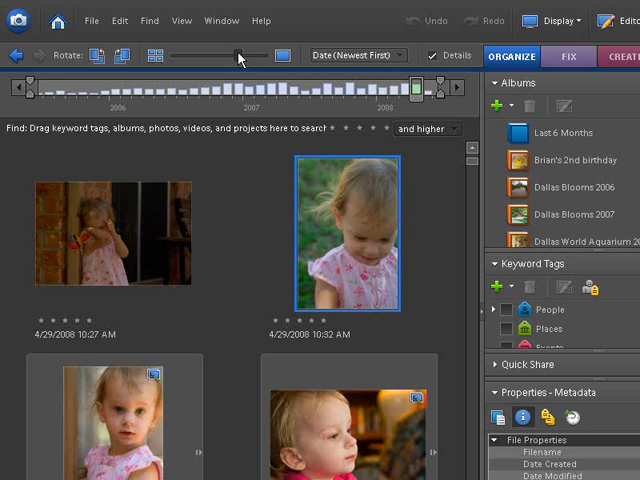 File Edit Find View Window Help Undo Redo Display Edito
Rotate: Date (Newest First) Details ORGANIZE FIX CREAT
2006 2007 2008
Find: Drag keyword tags, albums, photos, videos, and projects here to search and higher
Albums
Last 6 Months
Brian's 2nd birthday
Dallas Blooms 2006
Dallas Blooms 2007
Dallas World Aquarium 20
Keyword Tags
People
Places
Events
4/29/2008 10:27 AM
4/29/2008 10:32 AM
Quick Share
Properties - Metadata
File Properties
Filename
Date Created
Date Modified